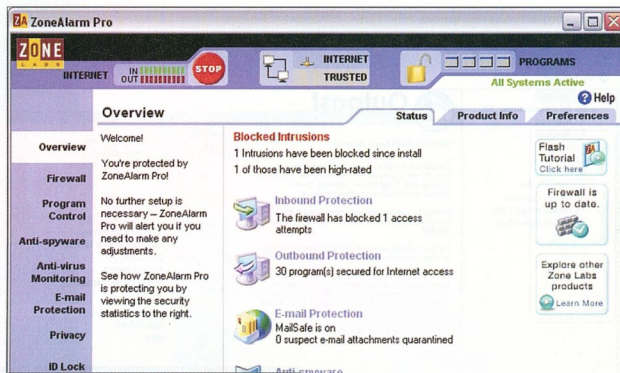 ZoneAlarm Pro
ZONE
LABS
INTERNET
IN
OUT
STOP
INTERNET
TRUSTED
PROGRAMS
All Systems Active
Help
Overview
Status
Product Info
Preferences
Overview
Firewall
Program
Control
Anti-spyware
Anti-virus
Monitoring
E-mail
Protection
Privacy
ID Lock
Welcome!
You're protected by
ZoneAlarm Pro!
No further setup is
necessary – ZoneAlarm
Pro will alert you if you
need to make any
adjustments.
See how ZoneAlarm Pro
is protecting you by
viewing the security
statistics to the right.
Blocked Intrusions
1 Intrusions have been blocked since install
1 of those have been high-rated
Inbound Protection
The firewall has blocked 1 access
attempts
Outbound Protection
30 program(s) secured for Internet access
E-mail Protection
MailSafe is on
0 suspect e-mail attachments quarantined
Anti-spyware
Flash
Tutorial
Click here
Firewall is
up to date.
Explore other
Zone Labs
products
Learn More